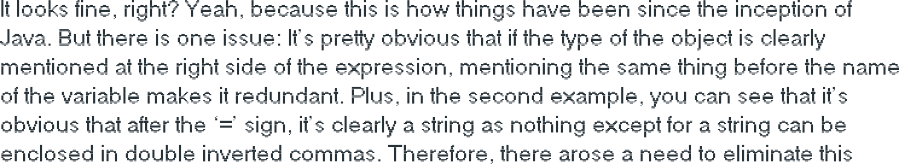 It looks fine, right? Yeah, because this is how things have been since the inception of
Java. But there is one issue: It's pretty obvious that if the type of the object is clearly
mentioned at the right side of the expression, mentioning the same thing before the name
of the variable makes it redundant. Plus, in the second example, you can see that it's
obvious that after the ‘=’ sign, it's clearly a string as nothing except for a string can be
enclosed in double inverted commas. Therefore, there arose a need to eliminate this